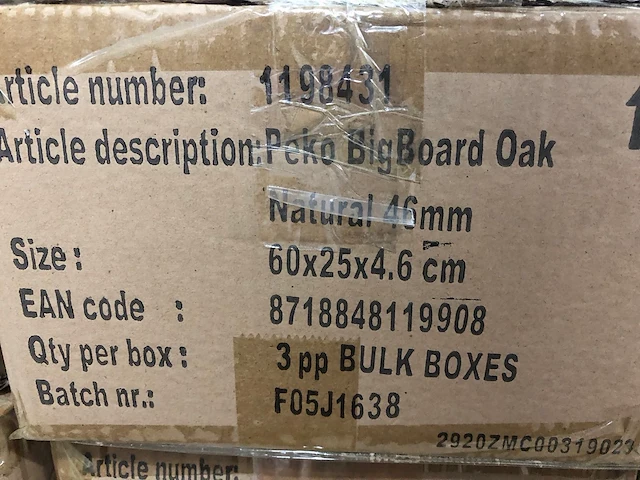 Article number: 1198431
Article description: Peko BigBoard Oak
Natural 46mm
Size : 60x25x4.6 cm
EAN code : 8718848119908
Qty per box : 3 pp BULK BOXES
Batch nr.: F05J1638
2920ZMC00319023
Article number: